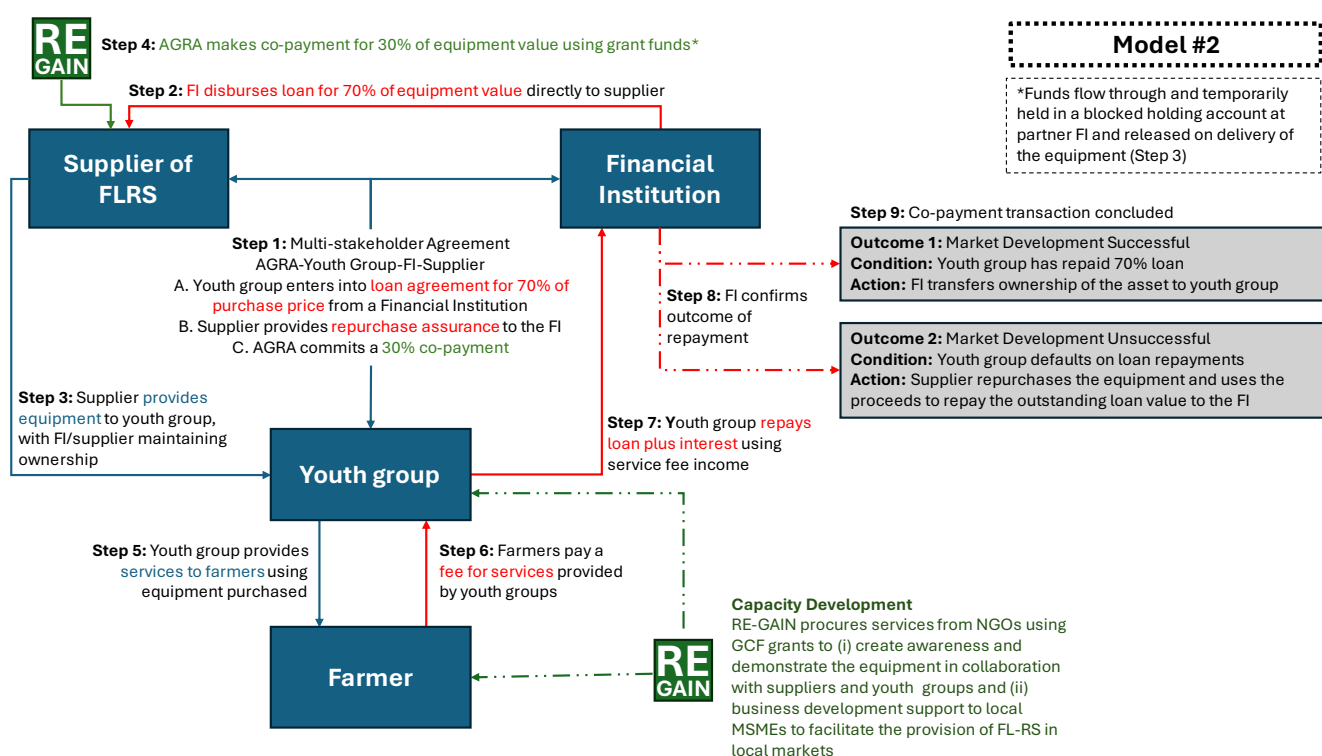 RE
GAIN
Step 4: AGRA makes co-payment for 30% of equipment value using grant funds*
Model #2
Step 2: FI disburses loan for 70% of equipment value directly to supplier
*Funds flow through and temporarily
held in a blocked holding account at
partner FI and released on delivery of
the equipment (Step 3)
Supplier of
FLRS
Financial
Institution
Step 9: Co-payment transaction concluded
Outcome 1: Market Development Successful
Condition: Youth group has repaid 70% loan
Action: FI transfers ownership of the asset to youth group
Step 1: Multi-stakeholder Agreement
AGRA-Youth Group-FI-Supplier
A. Youth group enters into loan agreement for 70% of
purchase price from a Financial Institution
B. Supplier provides repurchase assurance to the FI
C. AGRA commits a 30% co-payment
Step 8: FI confirms
outcome of
repayment
Outcome 2: Market Development Unsuccessful
Condition: Youth group defaults on loan repayments
Action: Supplier repurchases the equipment and uses the
proceeds to repay the outstanding loan value to the FI
Step 3: Supplier provides
equipment to youth group,
with FI/supplier maintaining
ownership
Step 7: Youth group repays
loan plus interest using
service fee income
Youth group
Step 5: Youth group provides
services to farmers using
equipment purchased
Step 6: Farmers pay a
fee for services provided
by youth groups
Farmer
RE
GAIN
Capacity Development
RE-GAIN procures services from NGOs using
GCF grants to (i) create awareness and
demonstrate the equipment in collaboration
with suppliers and youth groups and (ii)
business development support to local
MSMEs to facilitate the provision of FL-RS in
local markets